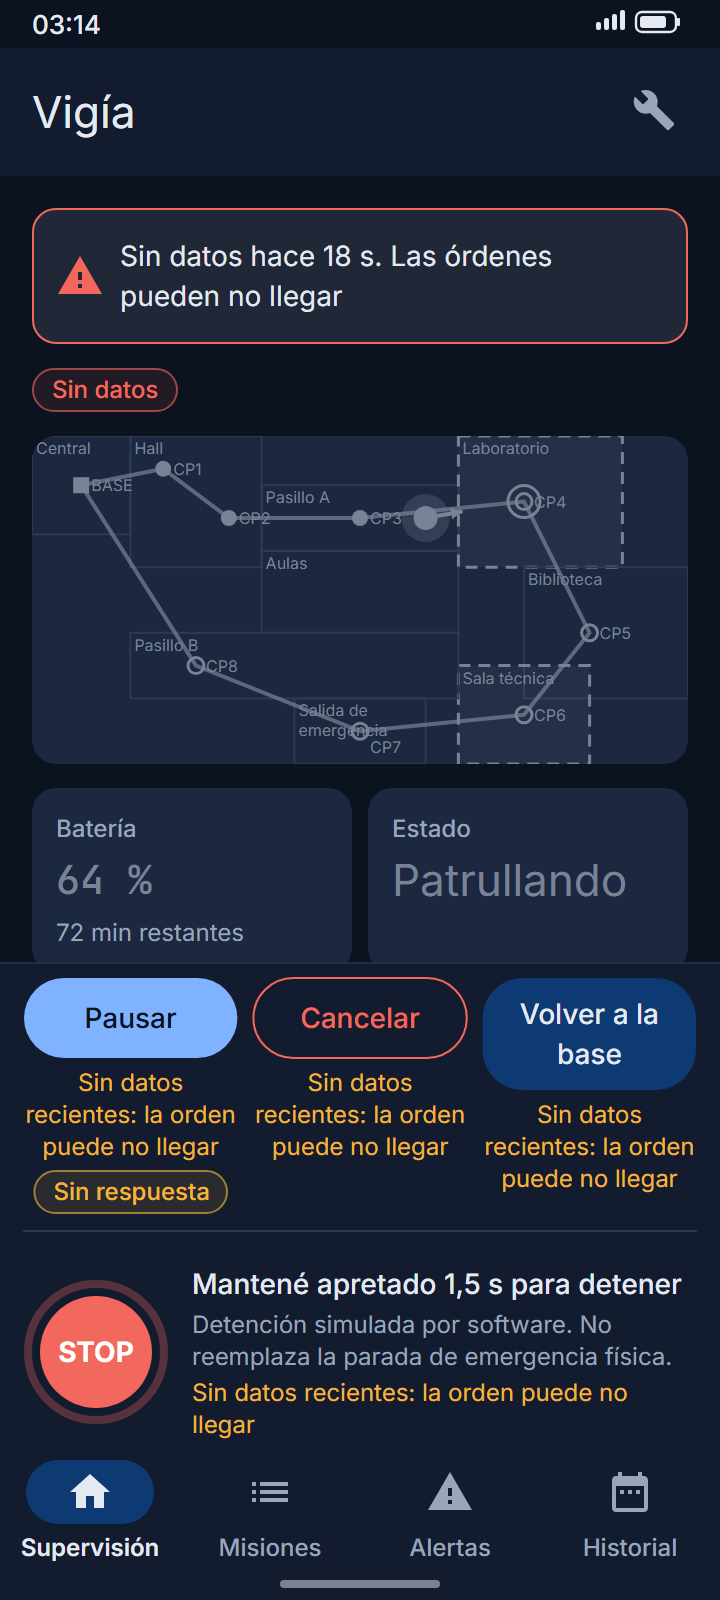 03:14
Vigía
Sin datos hace 18 s. Las órdenes
pueden no llegar
Sin datos
Central
Hall
Laboratorio
CP1
BASE
Pasillo A
CP4
CP2
CP3
Aulas
Biblioteca
CP5
Pasillo B
CP8
Sala técnica
Salida de
emergencia
CP6
CP7
Batería
64 %
72 min restantes
Estado
Patrullando
Pausar
Sin datos
recientes: la orden
puede no llegar
Sin respuesta
Cancelar
Sin datos
recientes: la orden
puede no llegar
Volver a la
base
Sin datos
recientes: la orden
puede no llegar
STOP
Mantené apretado 1,5 s para detener
Detención simulada por software. No
reemplaza la parada de emergencia física.
Sin datos recientes: la orden puede no
llegar
Supervisión
Misiones
Alertas
Historial